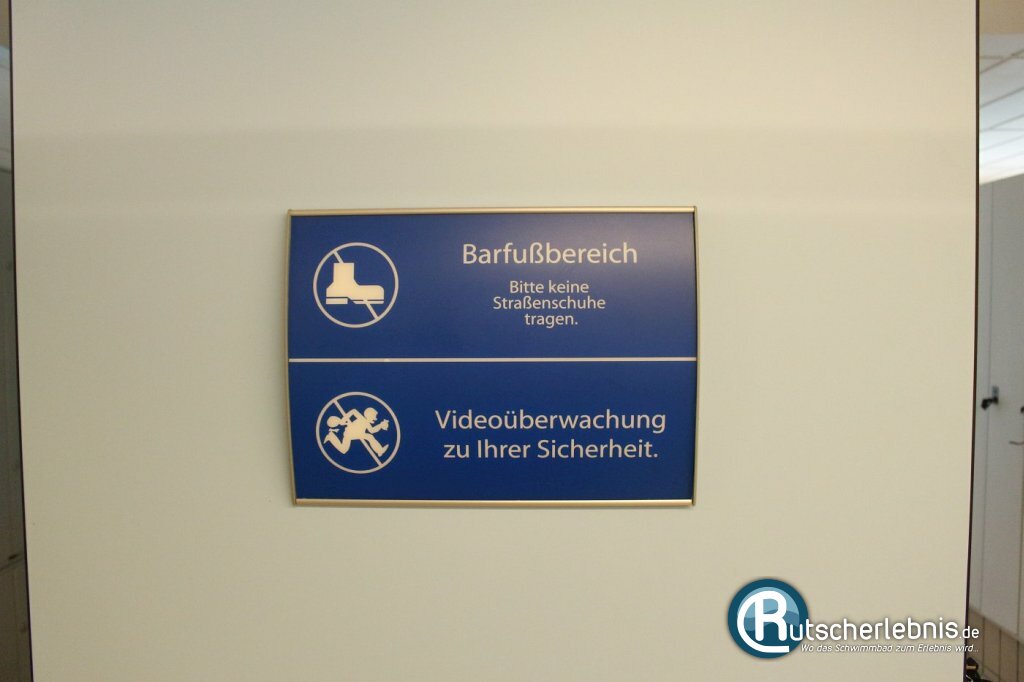 Barfußbereich
Bitte keine
Straßenschuhe
tragen.
Videoüberwachung
zu Ihrer Sicherheit.
Rutscherlebnis.de
Wo das Schwimmbad zum Erlebnis wird..